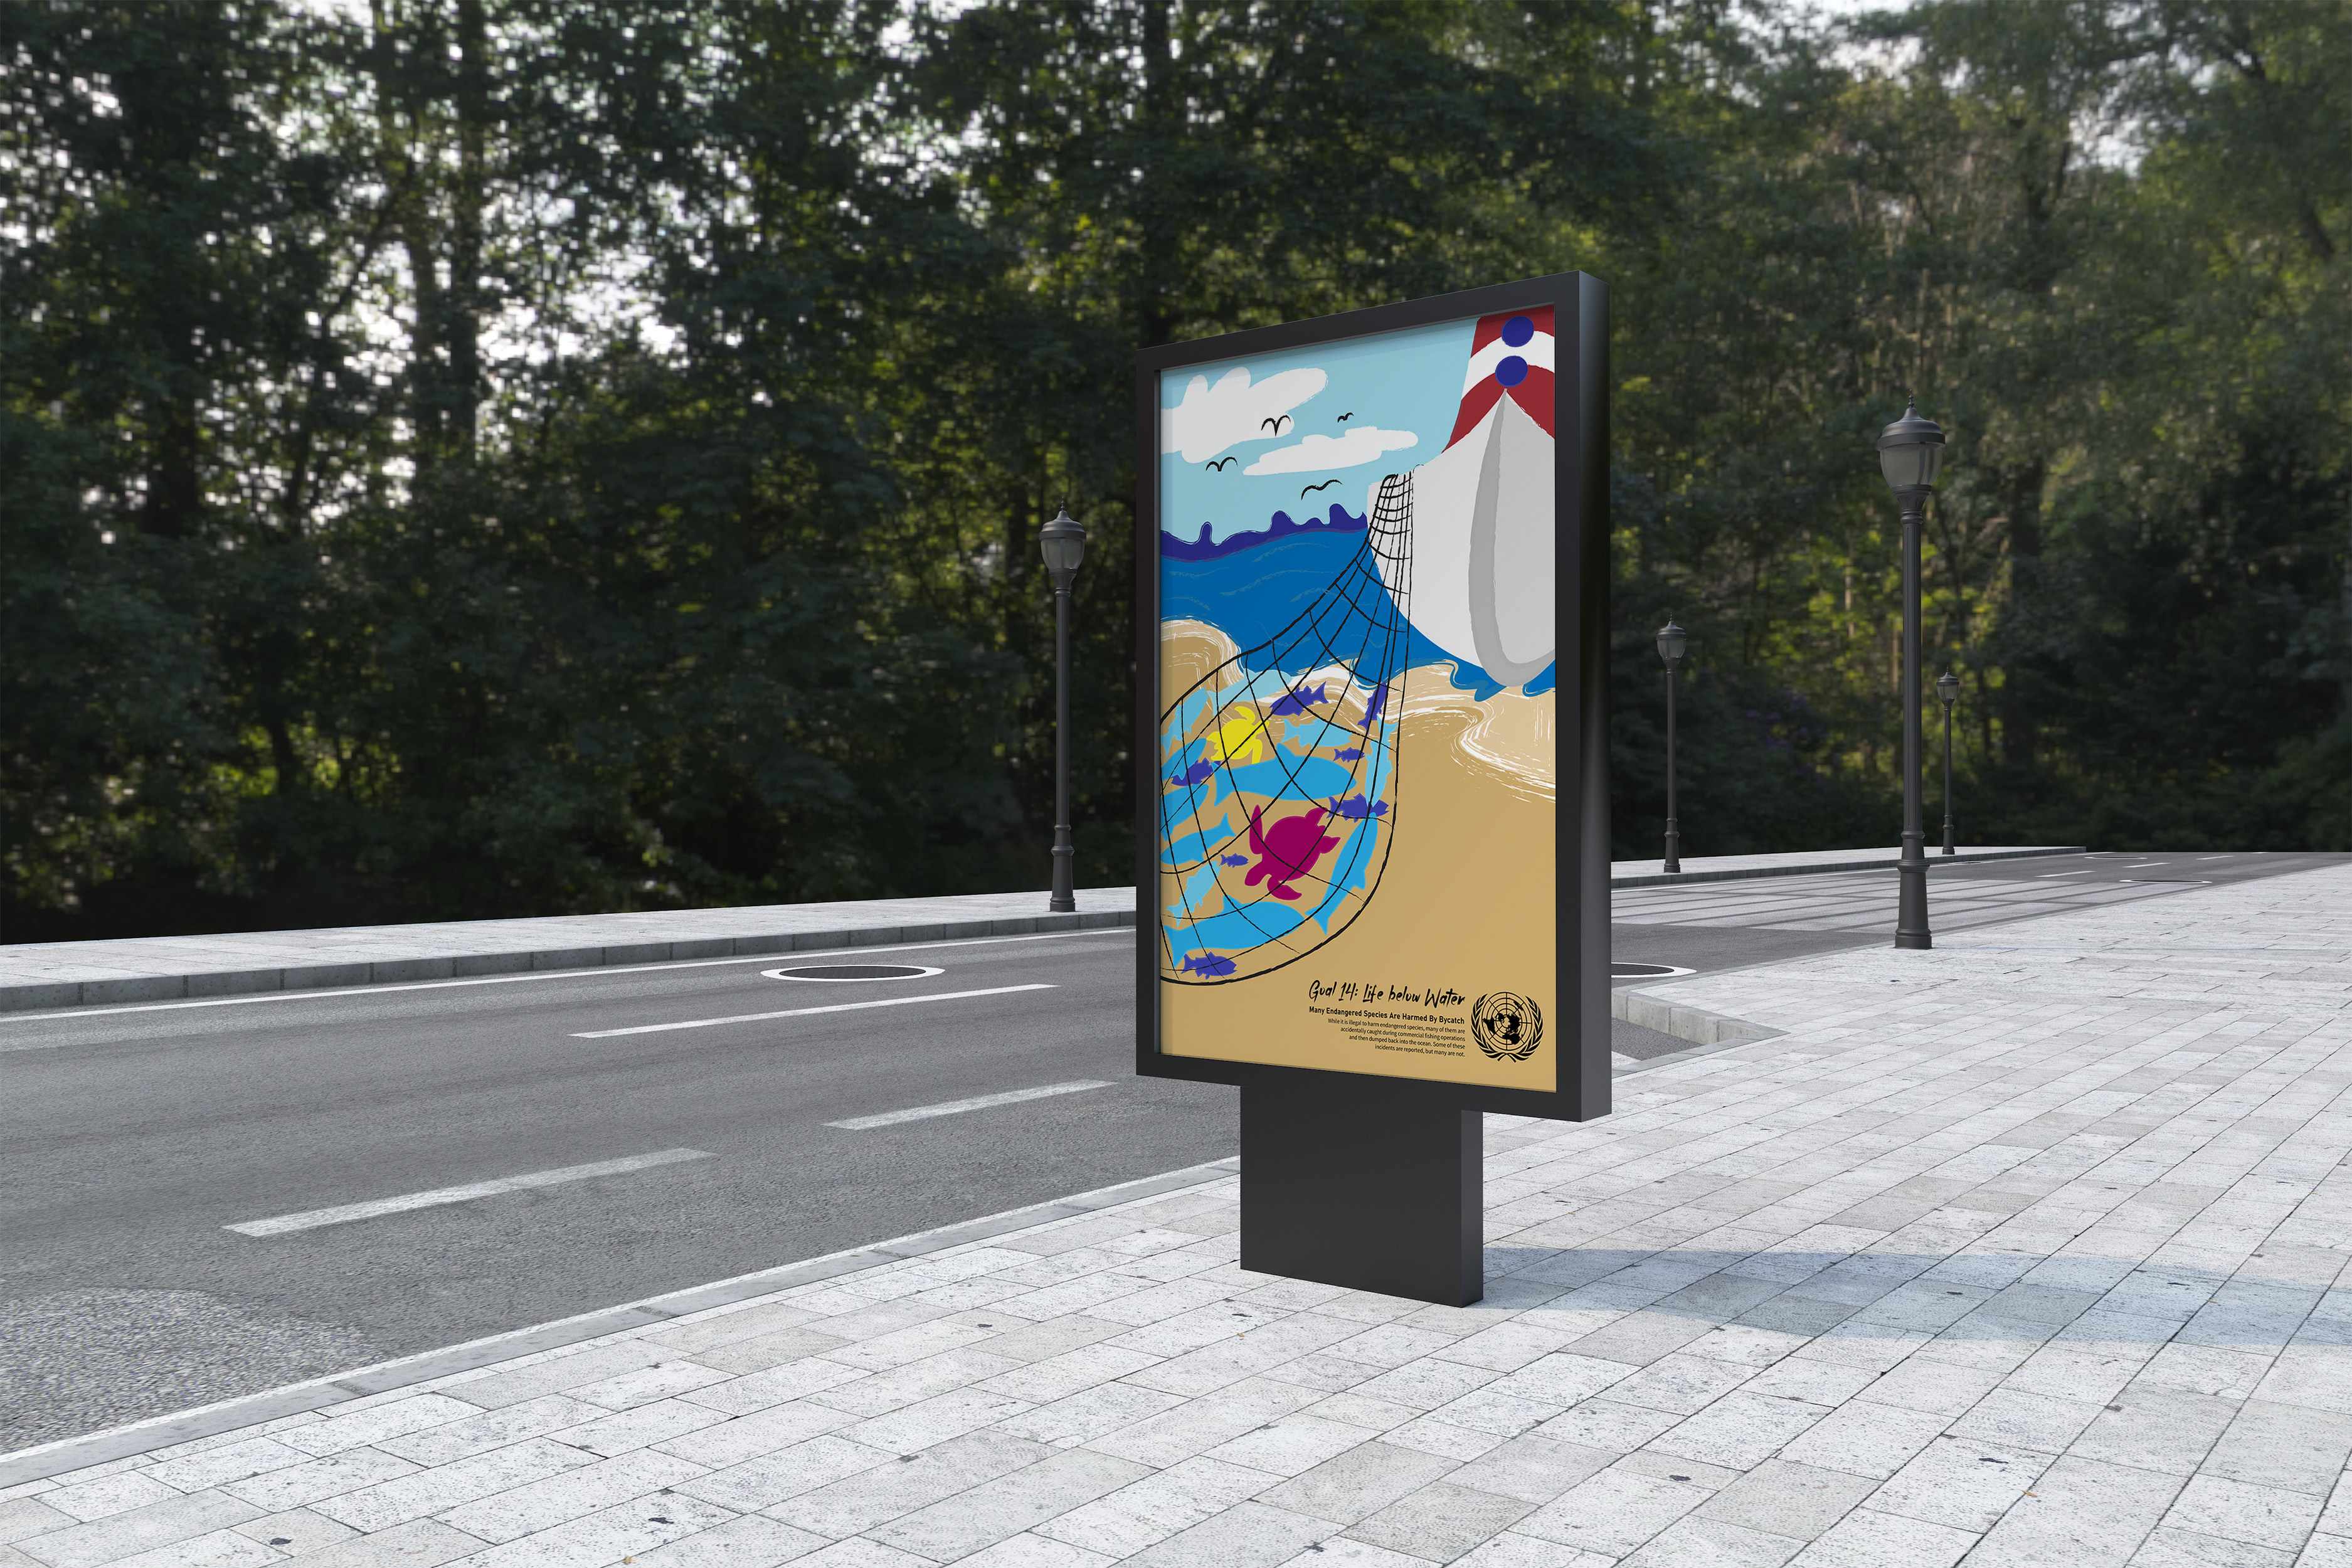 Goal 14: Life below Water
Many Endangered Species Are Harmed By Bycatch
While it is illegal to harm endangered species, many of them are
accidentally caught during commercial fishing operations
and then dumped back into the ocean. Some of these
incidents are reported, but many are not.